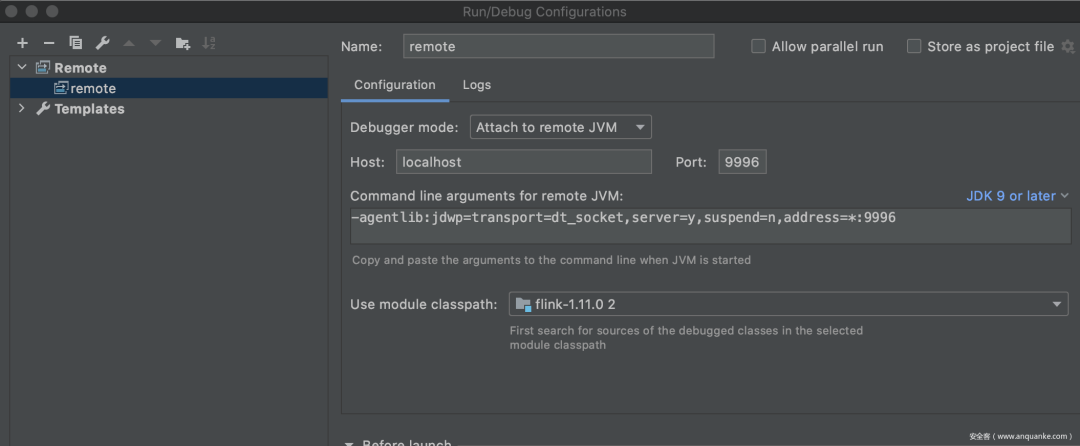 Run/Debug Configurations
Remote
remote
Templates
Name: remote
Allow parallel run
Store as project file
Configuration Logs
Debugger mode: Attach to remote JVM
Host: localhost Port: 9996
Command line arguments for remote JVM: JDK 9 or later
-agentlib:jdwp=transport=dt_socket,server=y,suspend=n,address=*:9996
Copy and paste the arguments to the command line when JVM is started
Use module classpath: flink-1.11.0 2
First search for sources of the debugged classes in the selected
module classpath
Before launch
安全客（www.anquanke.com）